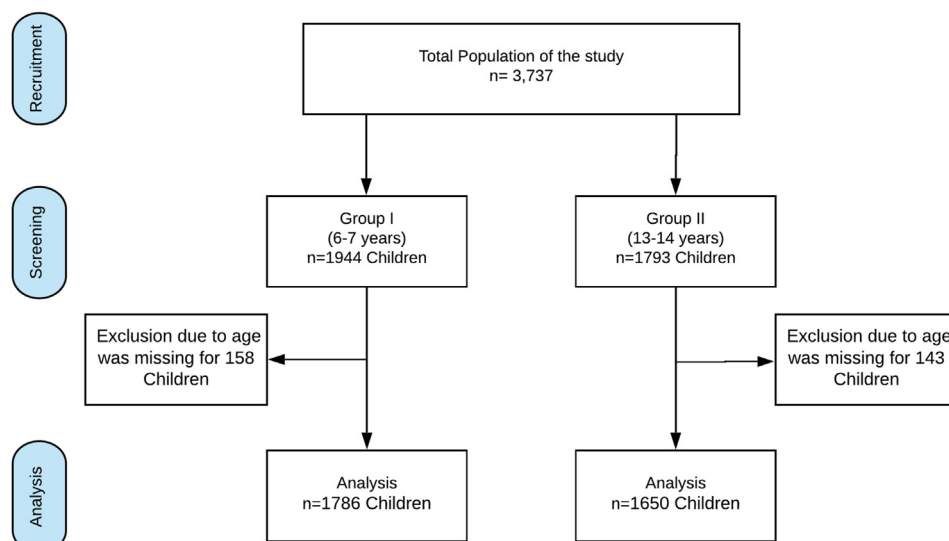 Recruitment
Total Population of the study
n= 3,737
Screening
Group I
(6-7 years)
n=1944 Children
Group II
(13-14 years)
n=1793 Children
Exclusion due to age
was missing for 158
Children
Exclusion due to age
was missing for 143
Children
Analysis
Analysis
n=1786 Children
Analysis
n=1650 Children